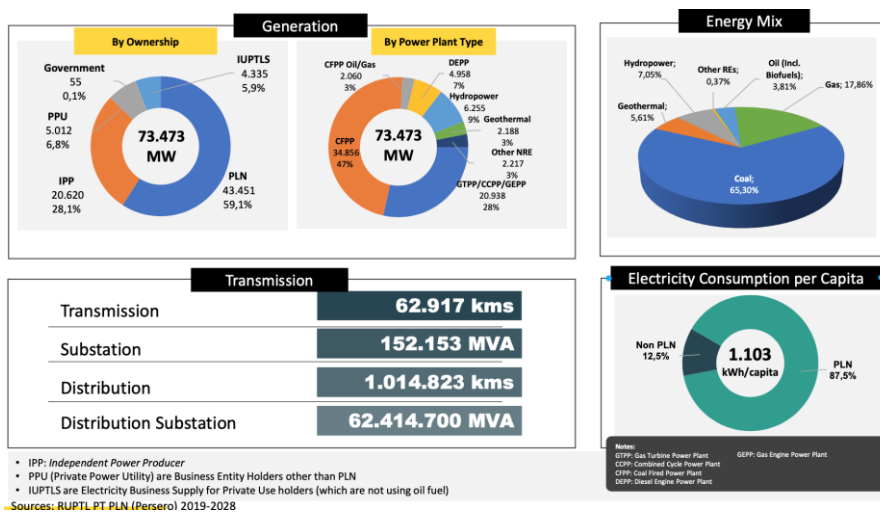 Generation
By Ownership
Government
55
0,1%
IUPTLS
4.335
5,9%
PPU
5.012
6,8%
73.473
MW
IPP
20.620
28,1%
PLN
43.451
59,1%
By Power Plant Type
CFPP Oil/Gas
2.060
3%
DEPP
4.958
7%
Hydropower
6.255
9%
Geothermal
2.188
3%
Other NRE
2.217
3%
CFPP
34.856
47%
73.473
MW
GTPP/CCPP/GEPP
20.938
28%
Energy Mix
Hydropower;
7,05%
Other REs;
0,37%
Oil (Incl.
Biofuels);
3,81%
Gas; 17,86%
Geothermal;
5,61%
Coal;
65,30%
Transmission
Transmission 62.917 kms
Substation 152.153 MVA
Distribution 1.014.823 kms
Distribution Substation 62.414.700 MVA
Electricity Consumption per Capita
Non PLN
12,5%
1.103
kWh/capita
PLN
87,5%
Notes:
GTPP: Gas Turbine Power Plant
GEPP: Gas Engine Power Plant
CCPP: Combined Cycle Power Plant
CFPP: Coal Fired Power Plant
DEPP: Diesel Engine Power Plant
• IPP: Independent Power Producer
• PPU (Private Power Utility) are Business Entity Holders other than PLN
• IUPTLS are Electricity Business Supply for Private Use holders (which are not using oil fuel)
Sources: RUPTL PT PLN (Persero) 2019-2028